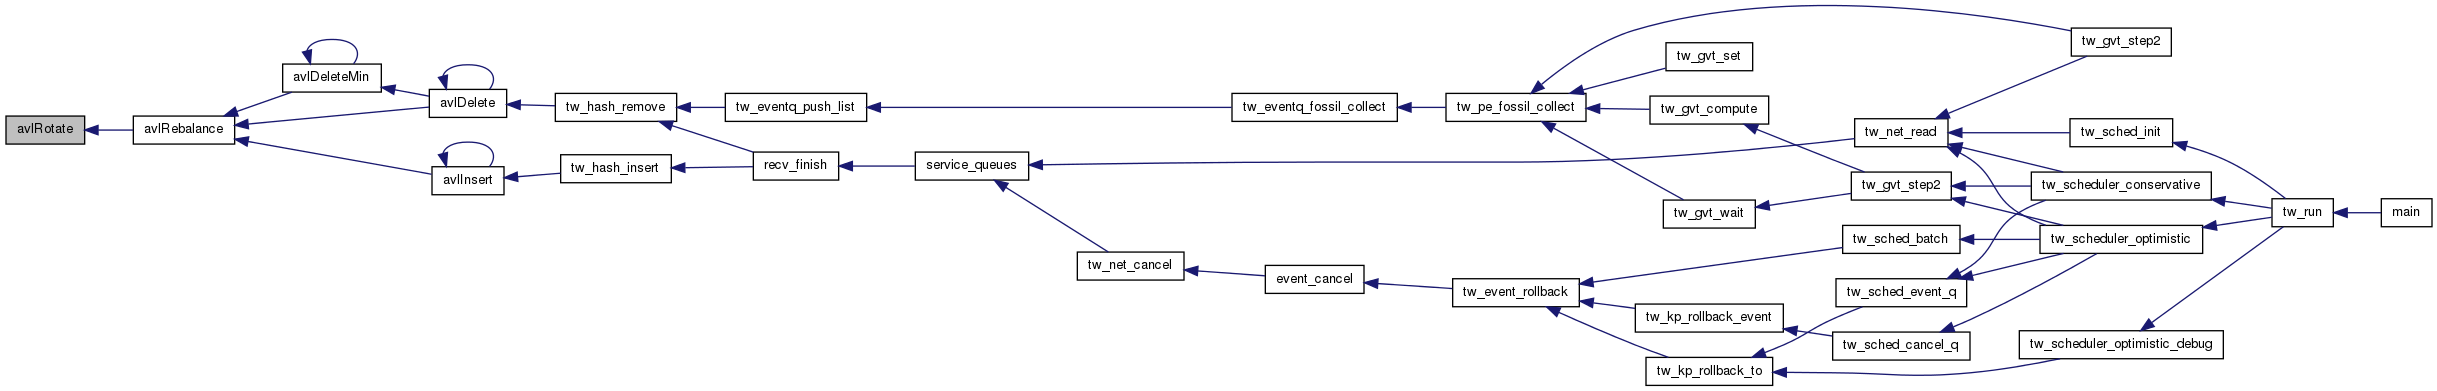 avlRotate
avlRebalance
avlDeleteMin
avlDelete
avlInsert
tw_hash_remove
tw_hash_insert
tw_eventq_push_list
recv_finish
service_queues
tw_net_cancel
tw_eventq_fossil_collect
event_cancel
tw_pe_fossil_collect
tw_event_rollback
tw_gvt_set
tw_gvt_compute
tw_gvt_wait
tw_kp_rollback_event
tw_kp_rollback_to
tw_net_read
tw_gvt_step2
tw_sched_batch
tw_sched_event_q
tw_sched_cancel_q
tw_gvt_step2
tw_sched_init
tw_scheduler_conservative
tw_scheduler_optimistic
tw_scheduler_optimistic_debug
tw_run
main